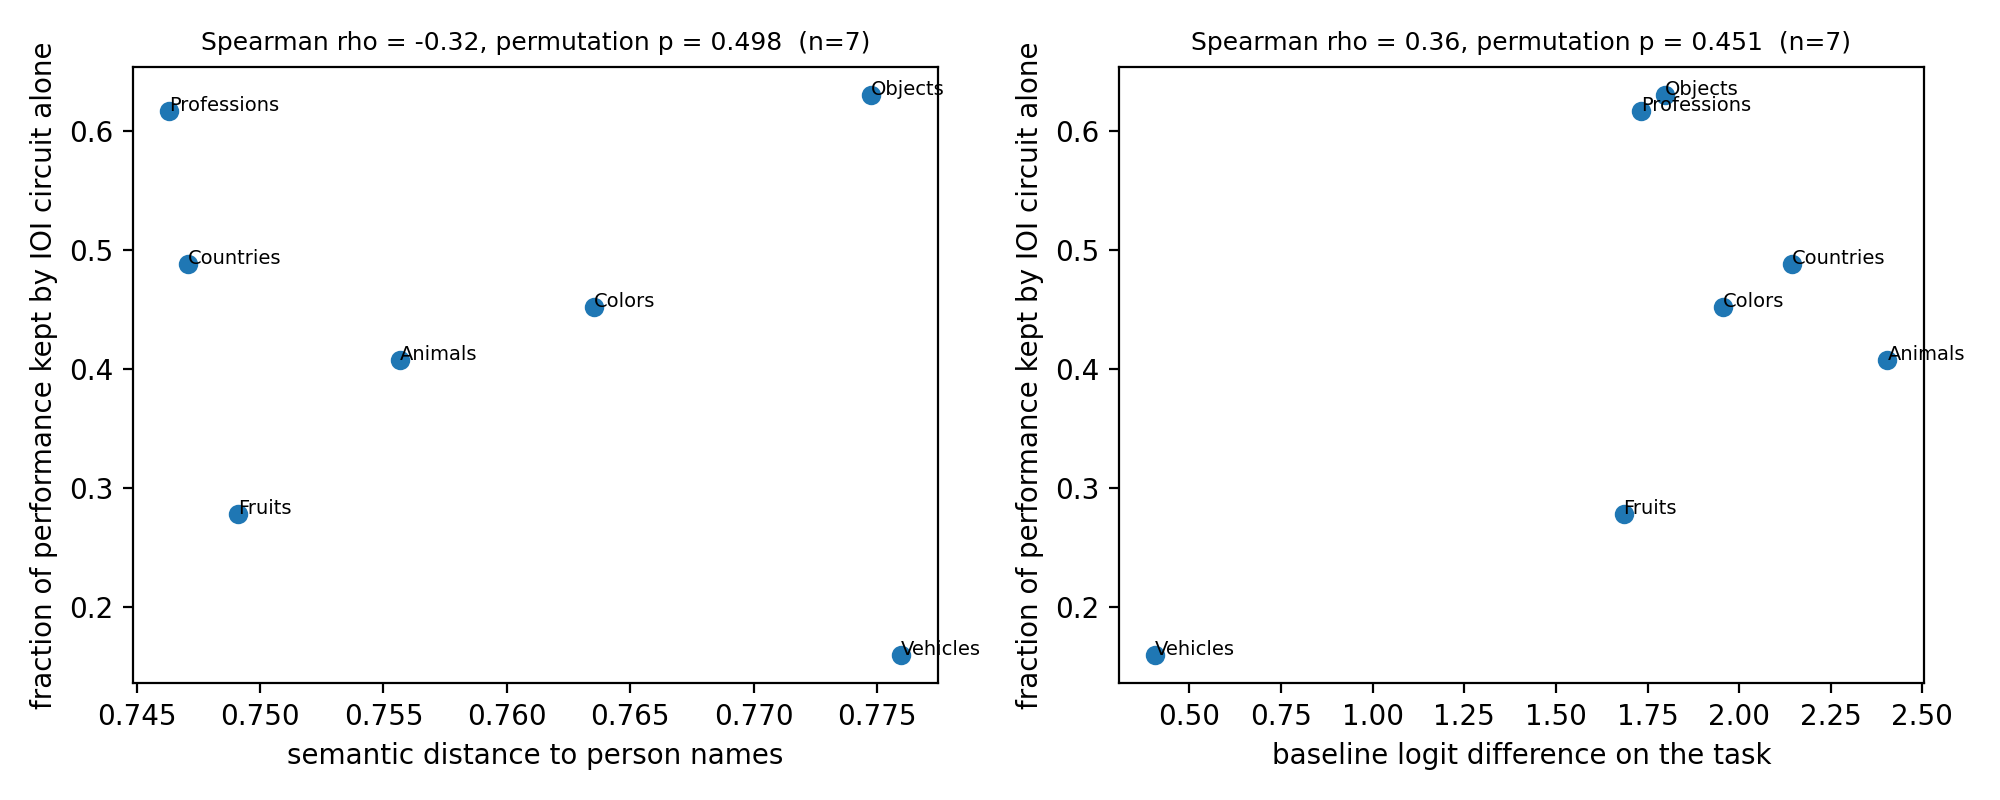 Spearman rho = -0.32, permutation p = 0.498  (n=7)
fraction of performance kept by IOI circuit alone
0.6
0.5
0.4
0.3
0.2
Professions
Objects
Countries
Colors
Animals
Fruits
Vehicles
0.745 0.750 0.755 0.760 0.765 0.770 0.775
semantic distance to person names
Spearman rho = 0.36, permutation p = 0.451  (n=7)
fraction of performance kept by IOI circuit alone
0.6
0.5
0.4
0.3
0.2
Objects
Professions
Countries
Colors
Animals
Fruits
Vehicles
0.50 0.75 1.00 1.25 1.50 1.75 2.00 2.25 2.50
baseline logit difference on the task